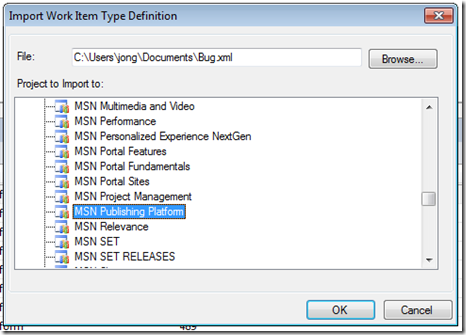 Import Work Item Type Definition
File: C:\Users\jong\Documents\Bug.xml Browse...
Project to Import to:
MSN Multimedia and Video
MSN Performance
MSN Personalized Experience NextGen
MSN Portal Features
MSN Portal Fundamentals
MSN Portal Sites
MSN Project Management
MSN Publishing Platform
MSN Relevance
MSN SET
MSN SET RELEASES
OK Cancel